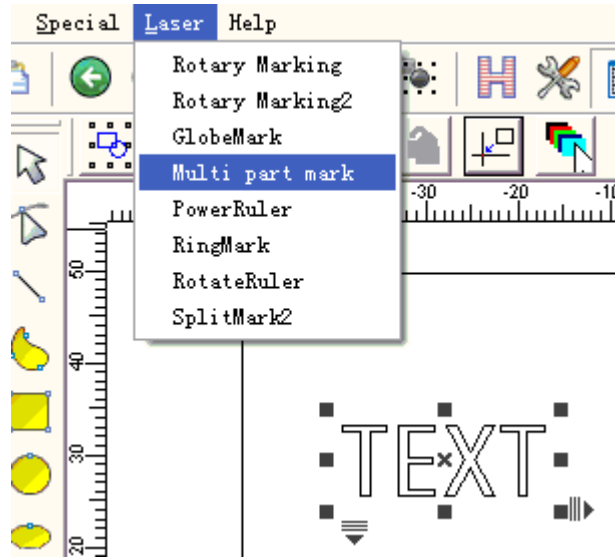 Special Laser Help
Rotary Marking
Rotary Marking2
GlobeMark
Multi part mark
PowerRuler
RingMark
RotateRuler
SplitMark2
-30 -20 -10
50
40
30
20
TEXT